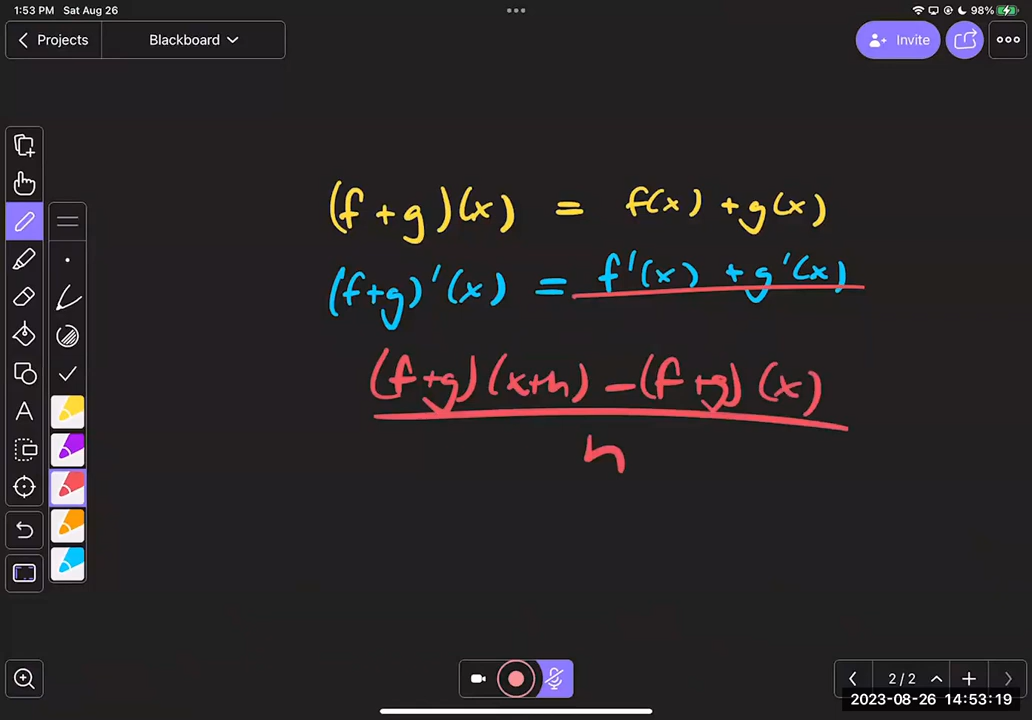 1:53 PM Sat Aug 26
98%
Projects
Blackboard
Invite
(f+g)(x) = f(x) + g(x)
(f+g)'(x) = f'(x) + g'(x)
(f+g)(x+h) - (f+g)(x)
h
A
2 / 2
2023-08-26 14:53:19